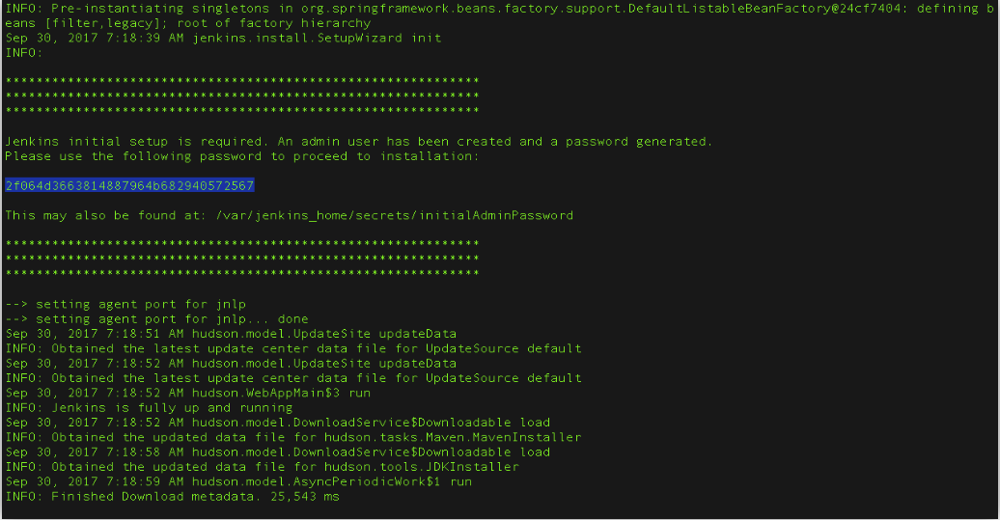 INFO: Pre-instantiating singletons in org.springframework.beans.factory.support.DefaultListableBeanFactory@24cf7404: defining b
eans [filter,legacy]; root of factory hierarchy
Sep 30, 2017 7:18:39 AM jenkins.install.SetupWizard init
INFO:
*************************************************************
*************************************************************
*************************************************************
Jenkins initial setup is required. An admin user has been created and a password generated.
Please use the following password to proceed to installation:
2f064d3663814887964b682940572567
This may also be found at: /var/jenkins_home/secrets/initialAdminPassword
*************************************************************
*************************************************************
*************************************************************
--> setting agent port for jnlp
--> setting agent port for jnlp... done
Sep 30, 2017 7:18:51 AM hudson.model.UpdateSite updateData
INFO: Obtained the latest update center data file for UpdateSource default
Sep 30, 2017 7:18:52 AM hudson.model.UpdateSite updateData
INFO: Obtained the latest update center data file for UpdateSource default
Sep 30, 2017 7:18:52 AM hudson.WebAppMain$3 run
INFO: Jenkins is fully up and running
Sep 30, 2017 7:18:52 AM hudson.model.DownloadService$Downloadable load
INFO: Obtained the updated data file for hudson.tasks.Maven.MavenInstaller
Sep 30, 2017 7:18:58 AM hudson.model.DownloadService$Downloadable load
INFO: Obtained the updated data file for hudson.tools.JDKInstaller
Sep 30, 2017 7:18:59 AM hudson.model.AsyncPeriodicWork$1 run
INFO: Finished Download metadata. 25,543 ms